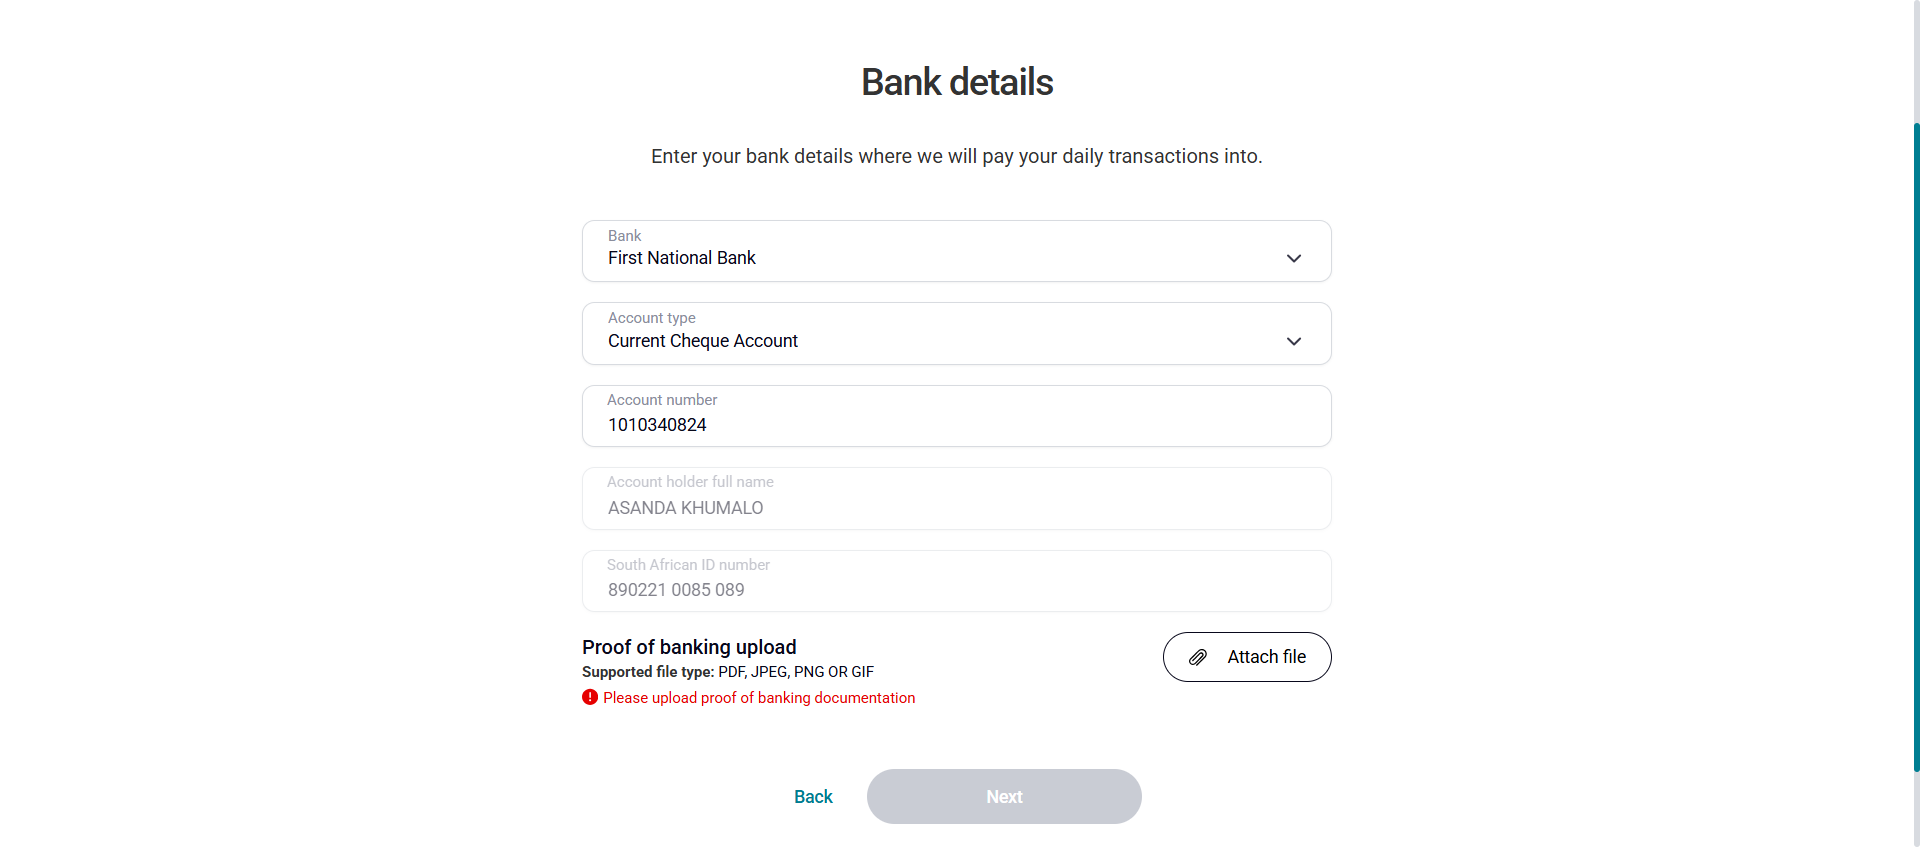 Bank details
Enter your bank details where we will pay your daily transactions into.
Bank
First National Bank
Account type
Current Cheque Account
Account number
1010340824
Account holder full name
ASANDA KHUMALO
South African ID number
890221 0085 089
Proof of banking upload
Supported file type: PDF, JPEG, PNG OR GIF
Please upload proof of banking documentation
Attach file
Back
Next